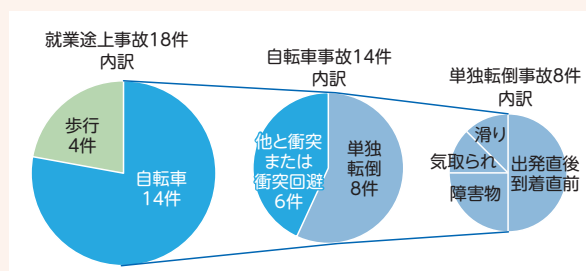 就業途上事故18件
内訳
歩行
4件
自転車
14件
自転車事故14件
内訳
他と衝突
または
衝突回避
6件
単独
転倒
8件
単独転倒事故8件
内訳
滑り
気取られ
障害物
出発直後
到着直前